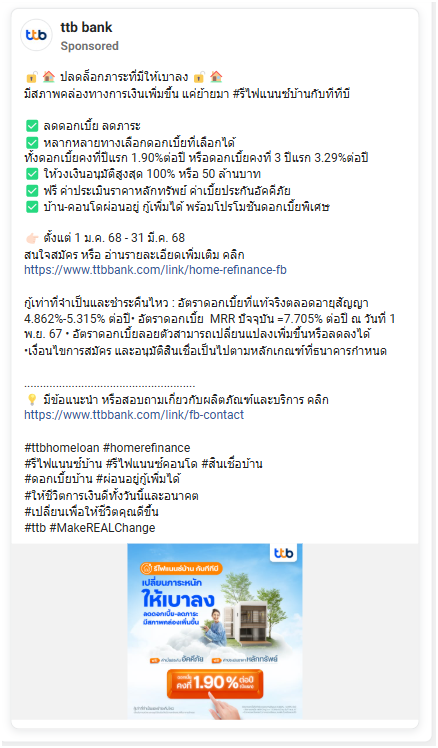 ttb
ttb bank
Sponsored
🔓 🏠 ปลดล็อกภาระที่มีให้เบาลง 🔓 🏠
มีสภาพคล่องทางการเงินเพิ่มขึ้น แค่ย้ายมา #รีไฟแนนซ์บ้านกับทีทีบี
✅ ลดดอกเบี้ย ลดภาระ
✅ หลากหลายทางเลือกดอกเบี้ยที่เลือกได้
ทั้งดอกเบี้ยคงที่ปีแรก 1.90%ต่อปี หรือดอกเบี้ยคงที่ 3 ปีแรก 3.29%ต่อปี
✅ ให้วงเงินอนุมัติสูงสุด 100% หรือ 50 ล้านบาท
✅ ฟรี ค่าประเมินราคาหลักทรัพย์ ค่าเบี้ยประกันอัคคีภัย
✅ บ้าน-คอนโดผ่อนอยู่ กู้เพิ่มได้ พร้อมโปรโมชันดอกเบี้ยพิเศษ
👉🏻 ตั้งแต่ 1 ม.ค. 68 - 31 มี.ค. 68
สนใจสมัคร หรือ อ่านรายละเอียดเพิ่มเติม คลิก
https://www.ttbbank.com/link/home-refinance-fb
กู้เท่าที่จำเป็นและชำระคืนไหว : อัตราดอกเบี้ยที่แท้จริงตลอดอายุสัญญา
4.862%-5.315% ต่อปี• อัตราดอกเบี้ย MRR ปัจจุบัน =7.705% ต่อปี ณ วันที่ 1
พ.ย. 67 • อัตราดอกเบี้ยลอยตัวสามารถเปลี่ยนแปลงเพิ่มขึ้นหรือลดลงได้
•เงื่อนไขการสมัคร และอนุมัติสินเชื่อเป็นไปตามหลักเกณฑ์ที่ธนาคารกำหนด
.....................................................
💡 มีข้อแนะนำ หรือสอบถามเกี่ยวกับผลิตภัณฑ์และบริการ คลิก
https://www.ttbbank.com/link/fb-contact
#ttbhomeloan #homerefinance
#รีไฟแนนซ์บ้าน #รีไฟแนนซ์คอนโด #สินเชื่อบ้าน
#ดอกเบี้ยบ้าน #ผ่อนอยู่กู้เพิ่มได้
#ให้ชีวิตการเงินดีทั้งวันนี้และอนาคต
#เปลี่ยนเพื่อให้ชีวิตคุณดีขึ้น
#ttb #MakeREALChange
ttb
รีไฟแนนซ์บ้าน ทีทีบี
เปลี่ยนภาระหนัก
ให้เบาลง
ลดดอกเบี้ย-ลดภาระ
มีสภาพคล่องเพิ่มขึ้น
อัคคีภัย
หลักทรัพย์
คงที่ 1.90% ต่อปี